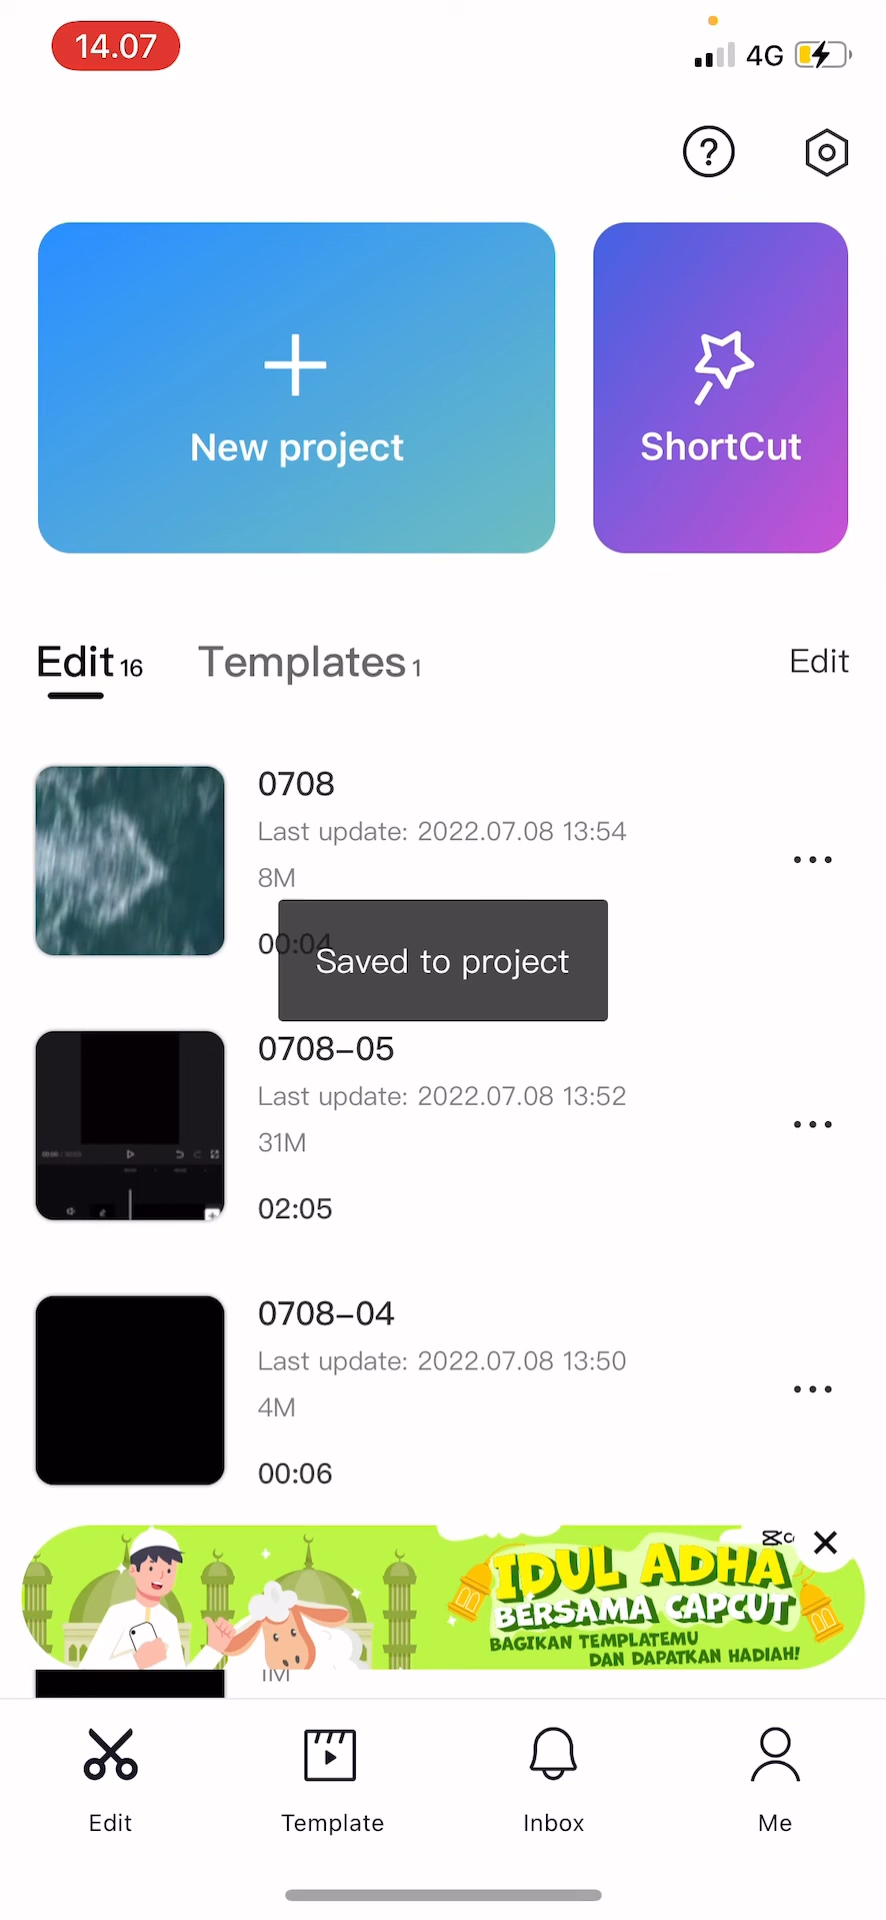 14.07
4G
New project
ShortCut
Edit 16
Templates 1
Edit
0708
Last update: 2022.07.08 13:54
8M
00:04
Saved to project
0708–05
Last update: 2022.07.08 13:52
31M
02:05
0708–04
Last update: 2022.07.08 13:50
4M
00:06
IDUL ADHA
BERSAMA CAPCUT
BAGIKAN TEMPLATEMU
DAN DAPATKAN HADIAH!
Edit
Template
Inbox
Me